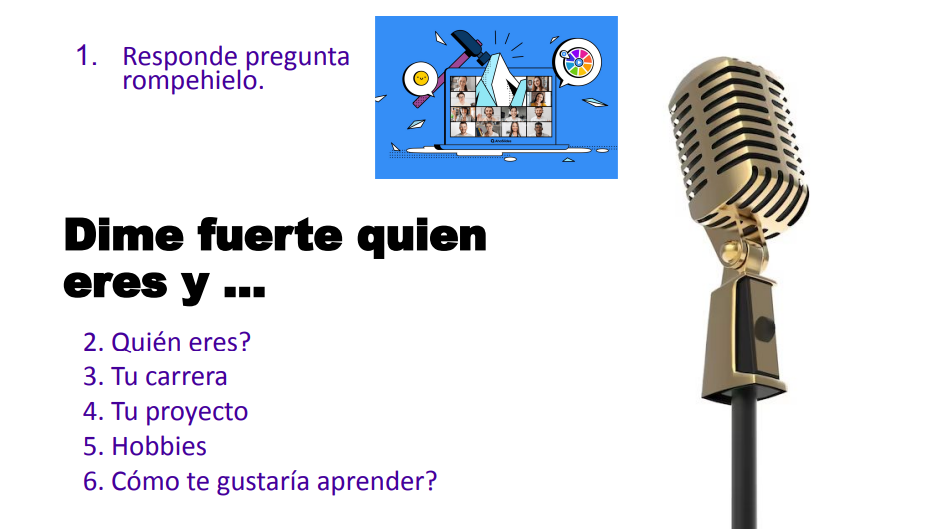 1. Responde pregunta
rompehielo.
Dime fuerte quien
eres y ...
2. Quién eres?
3. Tu carrera
4. Tu proyecto
5. Hobbies
6. Cómo te gustaría aprender?